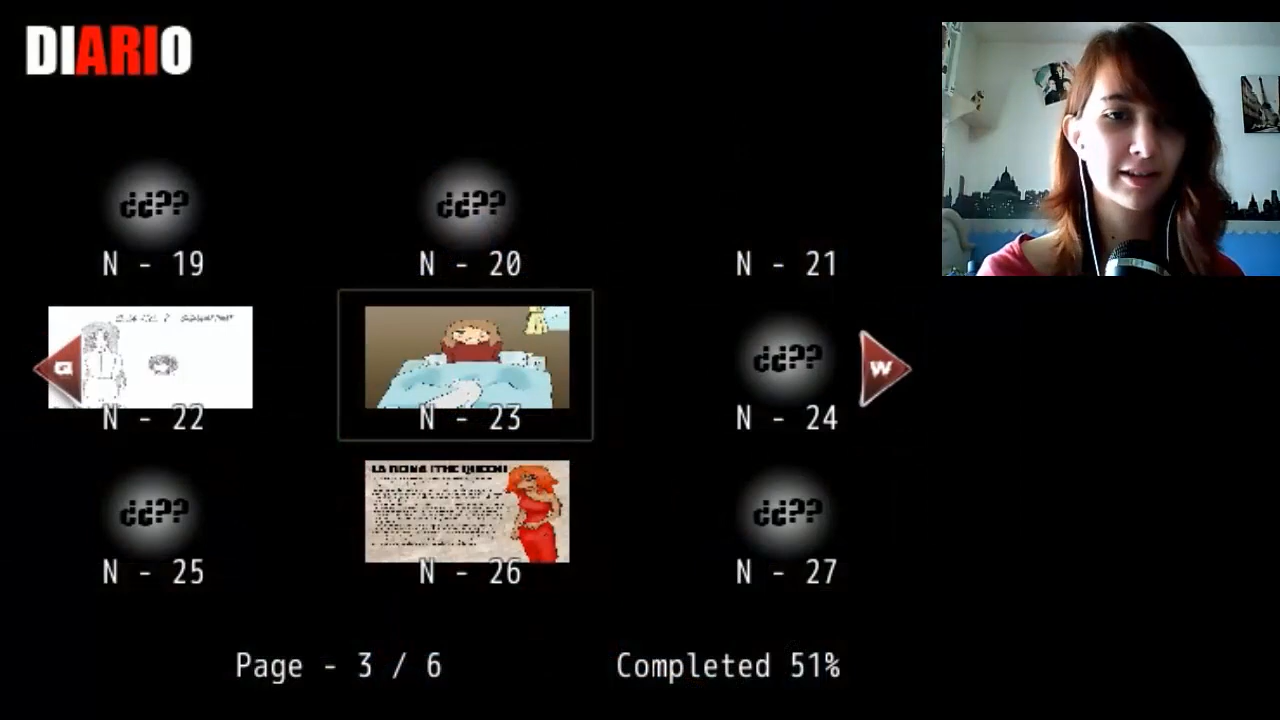 DIARIO
¿¿??
¿¿??
N - 19
N - 20
N - 21
Q
¿¿??
W
N - 22
N - 23
N - 24
¿¿??
LA REINA (THE QUEEN)
¿¿??
N - 25
N - 26
N - 27
Page - 3 / 6
Completed 51%